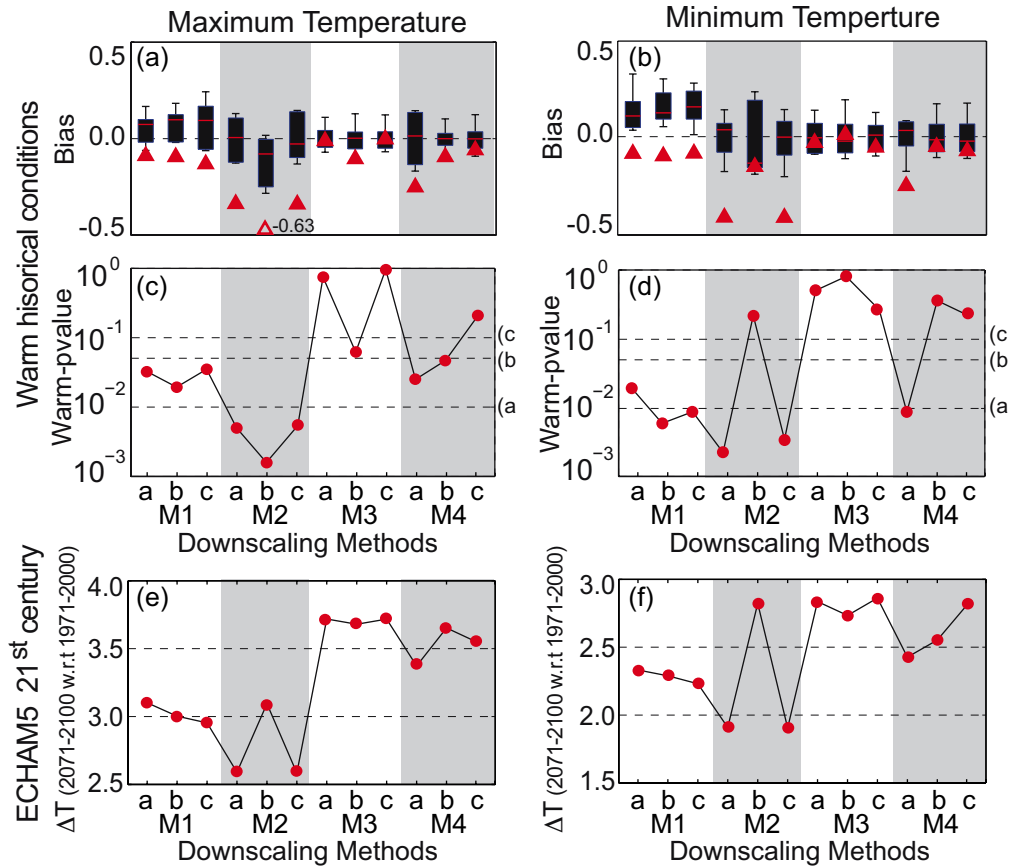 Maximum Temperature
Minimum Temperture
Warm hisorical conditions
(a)
0.5
0.0
-0.5
Bias
-0.63
(b)
0.5
0.0
-0.5
Bias
(c)
10^0
10^-1
10^-2
10^-3
Warm-pvalue
(c
(b
(a
a b c a b c a b c a b c
M1 M2 M3 M4
Downscaling Methods
(d)
10^0
10^-1
10^-2
10^-3
Warm-pvalue
(c
(b
(a
a b c a b c a b c a b c
M1 M2 M3 M4
Downscaling Methods
ECHAM5 21st century
(e)
4.0
3.5
3.0
2.5
ΔT (2071-2100 w.r.t 1971-2000)
a b c a b c a b c a b c
M1 M2 M3 M4
Downscaling Methods
(f)
3.0
2.5
2.0
1.5
ΔT (2071-2100 w.r.t 1971-2000)
a b c a b c a b c a b c
M1 M2 M3 M4
Downscaling Methods